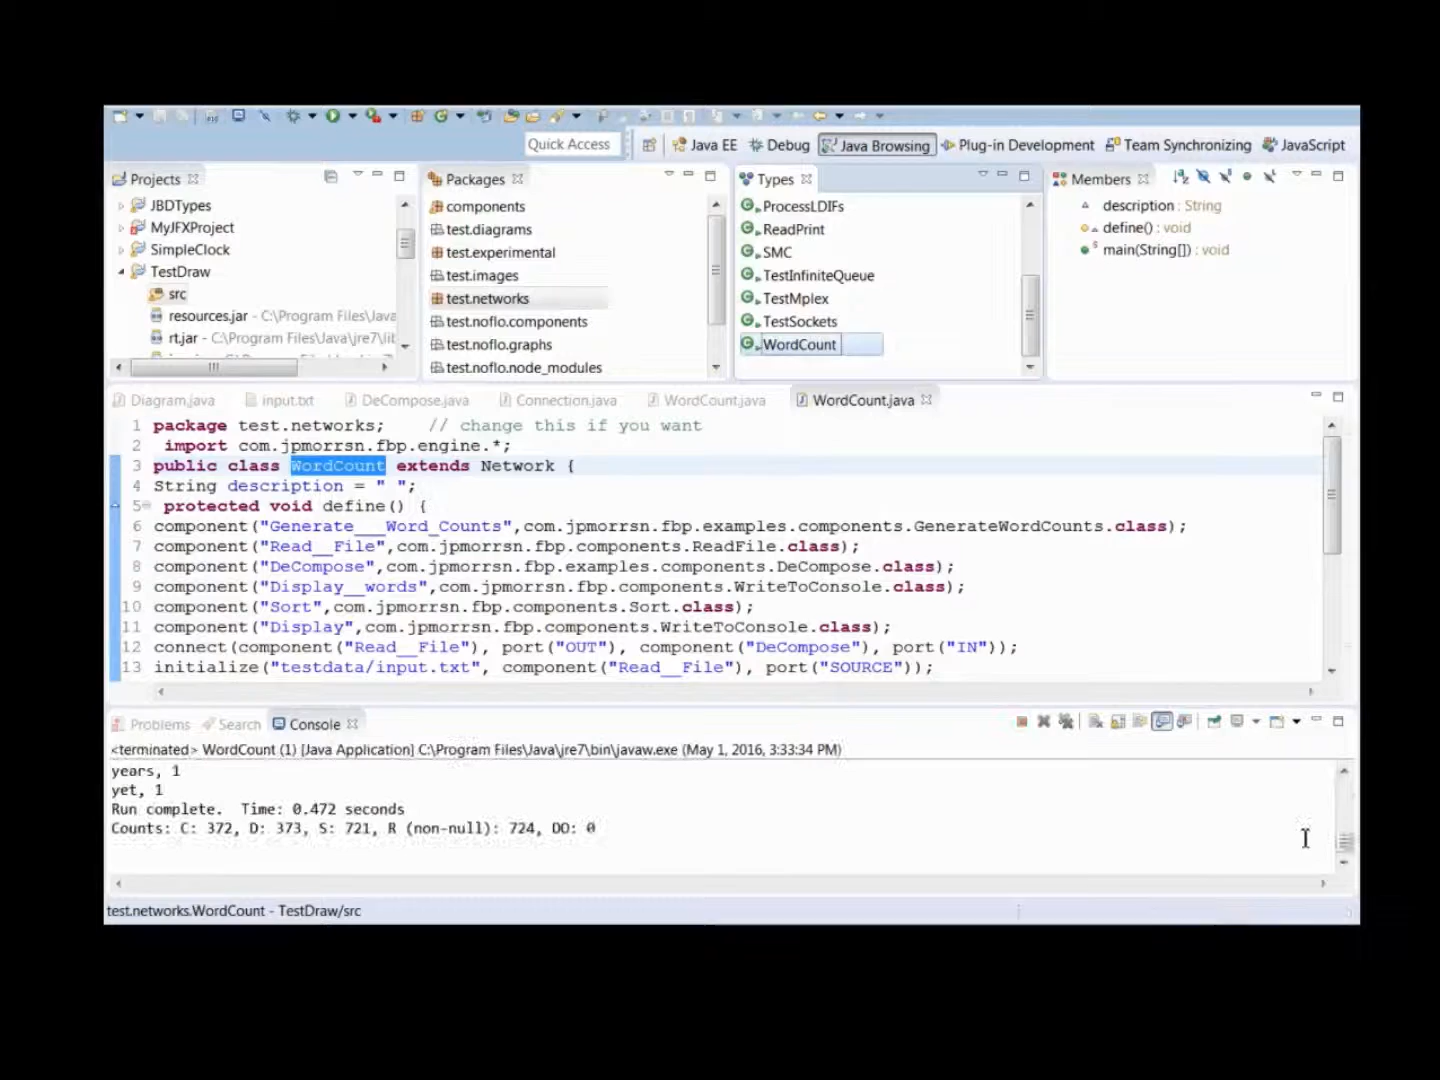 Quick Access
Java EE
Debug
Java Browsing
Plug-in Development
Team Synchronizing
JavaScript
Projects
JBDTypes
MyJFXProject
SimpleClock
TestDraw
src
resources.jar - C:\Program Files\Java
rt.jar - C:\Program Files\Java\jre7\lib
Packages
components
test.diagrams
test.experimental
test.images
test.networks
test.noflo.components
test.noflo.graphs
test.noflo.node_modules
Types
ProcessLDIFs
ReadPrint
SMC
TestInfiniteQueue
TestMplex
TestSockets
WordCount
Members
description : String
define() : void
main(String[]) : void
Diagram.java
input.txt
DeCompose.java
Connection.java
WordCount.java
WordCount.java
1 package test.networks; // change this if you want
2 import com.jpmorrsn.fbp.engine.*;
3 public class WordCount extends Network {
4 String description = " ";
5 protected void define() {
6 component("Generate___Word_Counts",com.jpmorrsn.fbp.examples.components.GenerateWordCounts.class);
7 component("Read__File",com.jpmorrsn.fbp.components.ReadFile.class);
8 component("DeCompose",com.jpmorrsn.fbp.examples.components.DeCompose.class);
9 component("Display__words",com.jpmorrsn.fbp.components.WriteToConsole.class);
10 component("Sort",com.jpmorrsn.fbp.components.Sort.class);
11 component("Display",com.jpmorrsn.fbp.components.WriteToConsole.class);
12 connect(component("Read__File"), port("OUT"), component("DeCompose"), port("IN"));
13 initialize("testdata/input.txt", component("Read__File"), port("SOURCE"));
Problems
Search
Console
<terminated> WordCount (1) [Java Application] C:\Program Files\Java\jre7\bin\javaw.exe (May 1, 2016, 3:33:34 PM)
years, 1
yet, 1
Run complete.  Time: 0.472 seconds
Counts: C: 372, D: 373, S: 721, R (non-null): 724, DO: 0
test.networks.WordCount - TestDraw/src